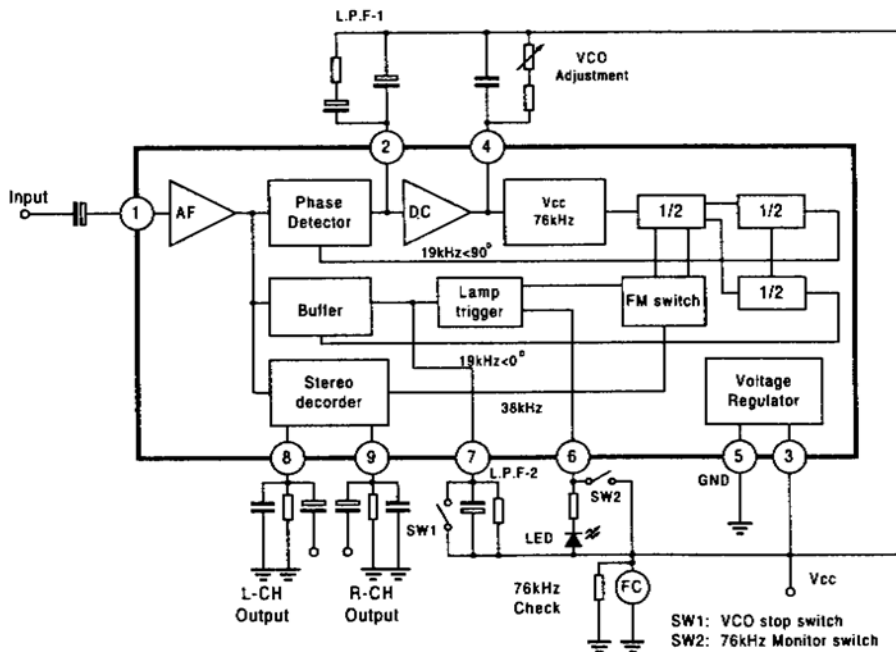 L.P.F-1
VCO
Adjustment
2
4
Input
1
AF
Phase
Detector
DC
Vcc
76kHz
1/2
1/2
19kHz<90°
1/2
Buffer
Lamp
trigger
FM switch
19kHz<0°
Stereo
decorder
38kHz
Voltage
Regulator
8
9
7
6
5
3
L.P.F-2
GND
SW1
SW2
LED
L-CH
Output
R-CH
Output
76kHz
Check
FC
Vcc
SW1: VCO stop switch
SW2: 76kHz Monitor switch